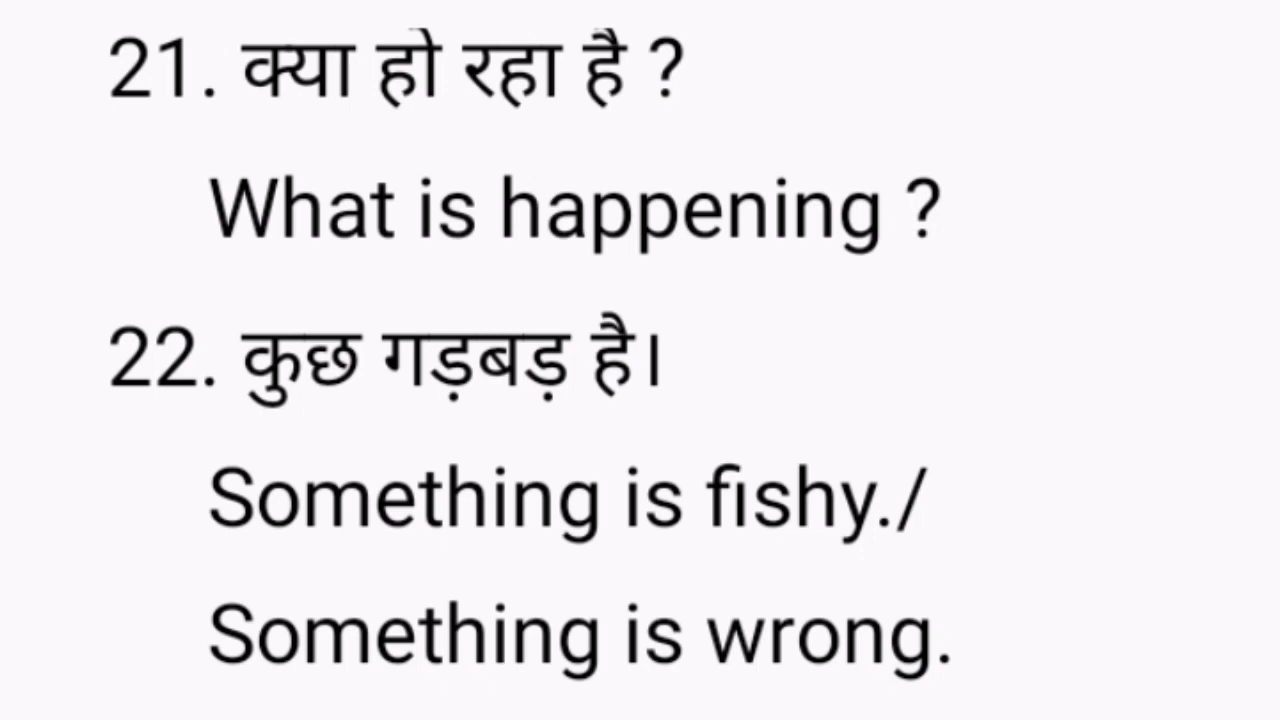 21. क्या हो रहा है ?
What is happening ?
22. कुछ गड़बड़ है।
Something is fishy./
Something is wrong.